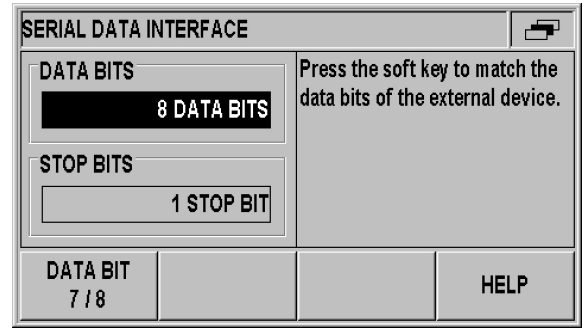 SERIAL DATA INTERFACE
DATA BITS
8 DATA BITS
STOP BITS
1 STOP BIT
Press the soft key to match the
data bits of the external device.
DATA BIT
7 / 8
HELP